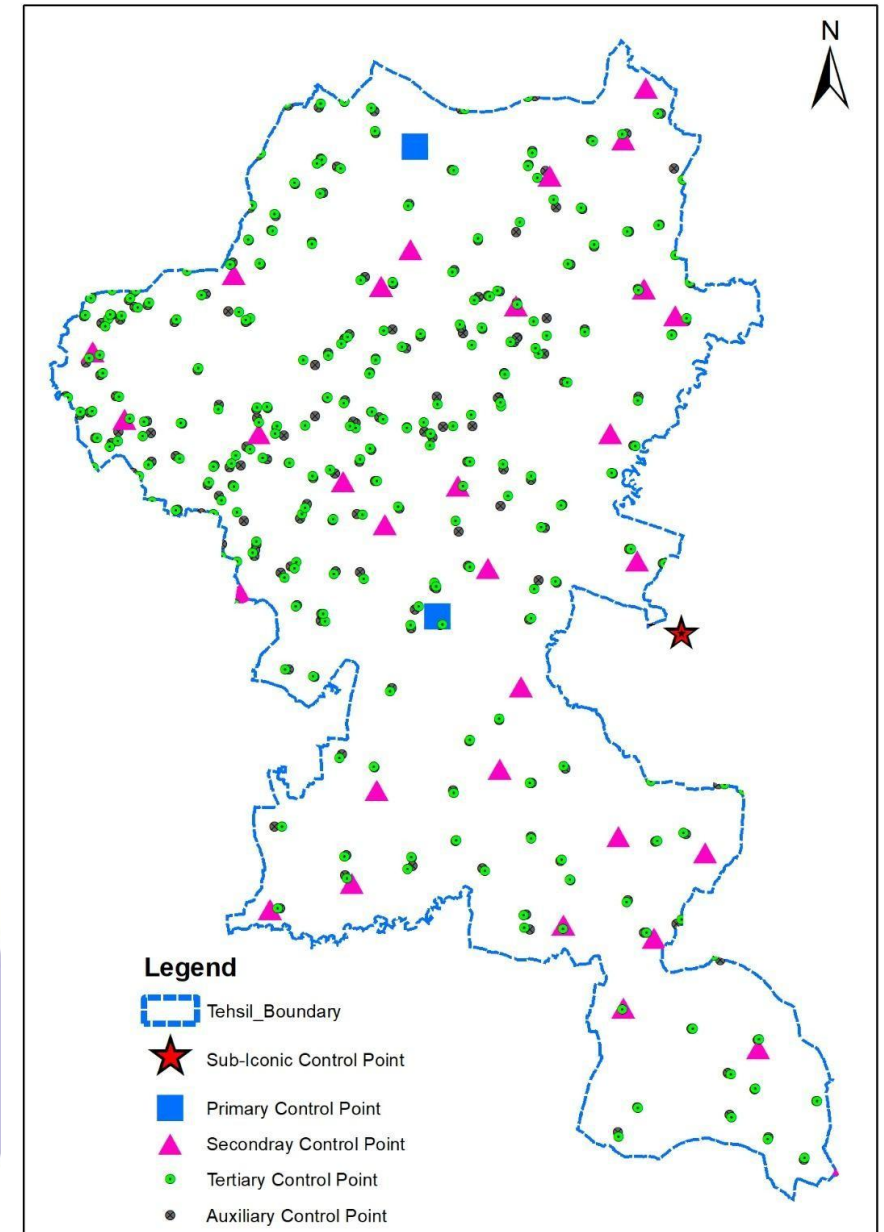 N
Legend
Tehsil_Boundary
Sub-Iconic Control Point
Primary Control Point
Secondray Control Point
Tertiary Control Point
Auxiliary Control Point